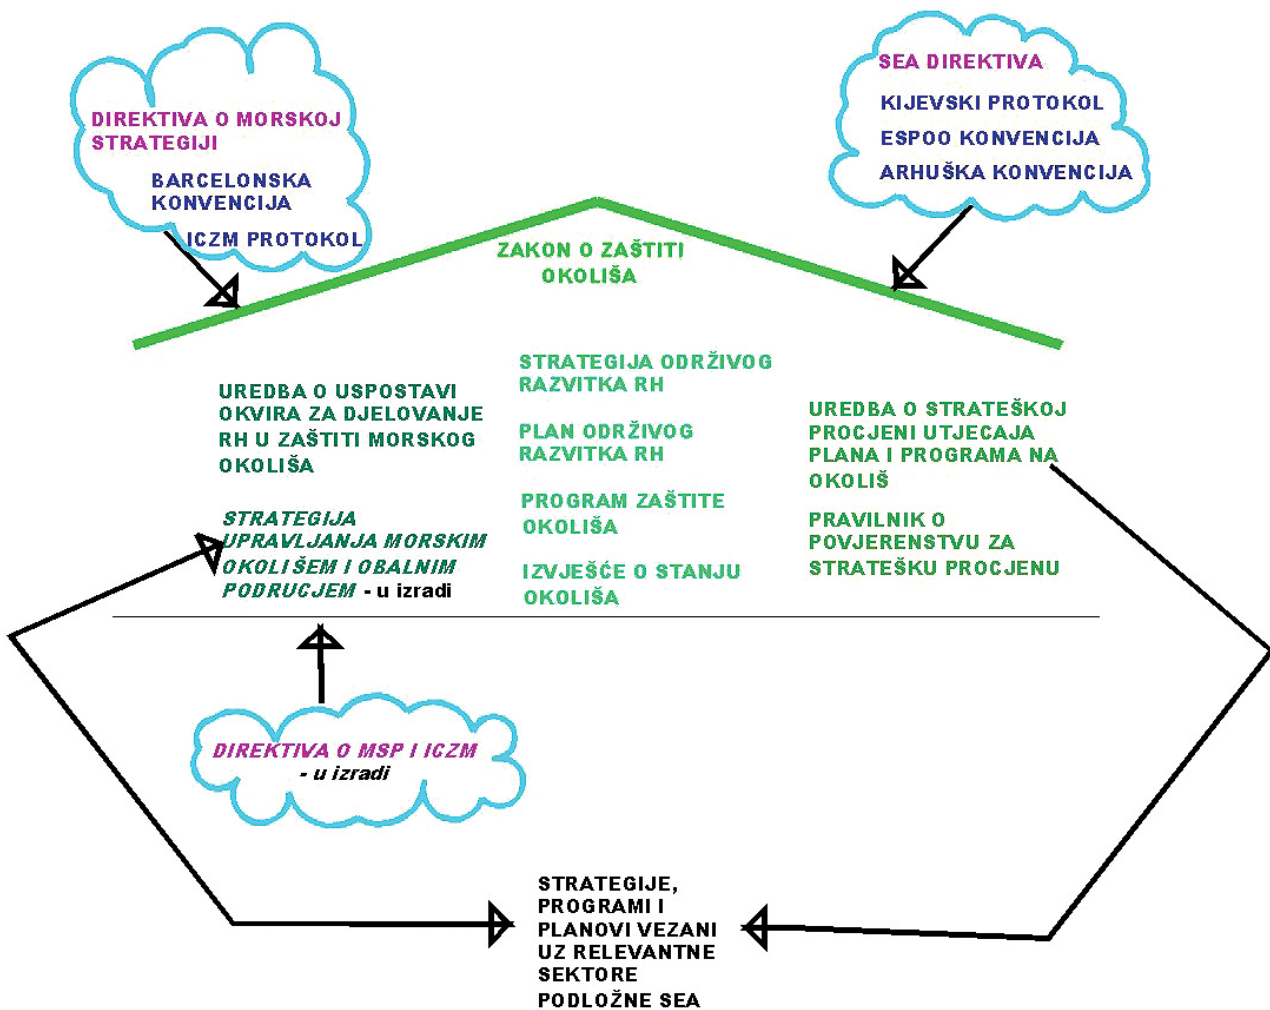 DIREKTIVA O MORSKOJ
STRATEGIJI
BARCELONSKA
KONVENCIJA
ICZM PROTOKOL
SEA DIREKTIVA
KIJEVSKI PROTOKOL
ESPOO KONVENCIJA
ARHUŠKA KONVENCIJA
ZAKON O ZAŠTITI
OKOLIŠA
UREDBA O USPOSTAVI
OKVIRA ZA DJELOVANJE
RH U ZAŠTITI MORSKOG
OKOLIŠA
STRATEGIJA
UPRAVLJANJA MORSKIM
OKOLIŠEM I OBALNIM
PODRUCJEM - u izradi
STRATEGIJA ODRŽIVOG
RAZVITKA RH
PLAN ODRŽIVOG
RAZVITKA RH
PROGRAM ZAŠTITE
OKOLIŠA
IZVJEŠĆE O STANJU
OKOLIŠA
UREDBA O STRATEŠKOJ
PROCJENI UTJECAJA
PLANA I PROGRAMA NA
OKOLIŠ
PRAVILNIK O
POVJERENSTVU ZA
STRATEŠKU PROCJENU
DIREKTIVA O MSP I ICZM
- u izradi
STRATEGIJE,
PROGRAMI I
PLANOVI VEZANI
UZ RELEVANTNE
SEKTORE
PODLOŽNE SEA